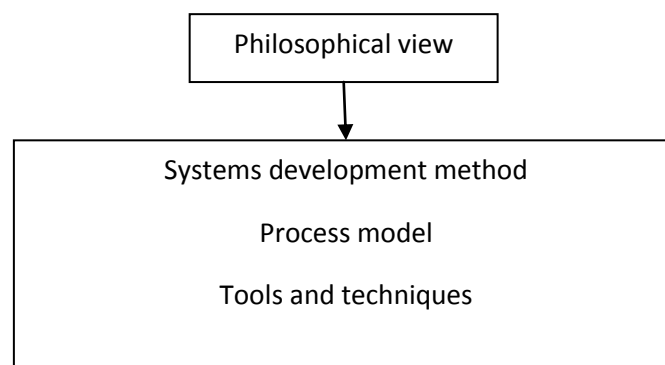 Philosophical view
Systems development method
Process model
Tools and techniques